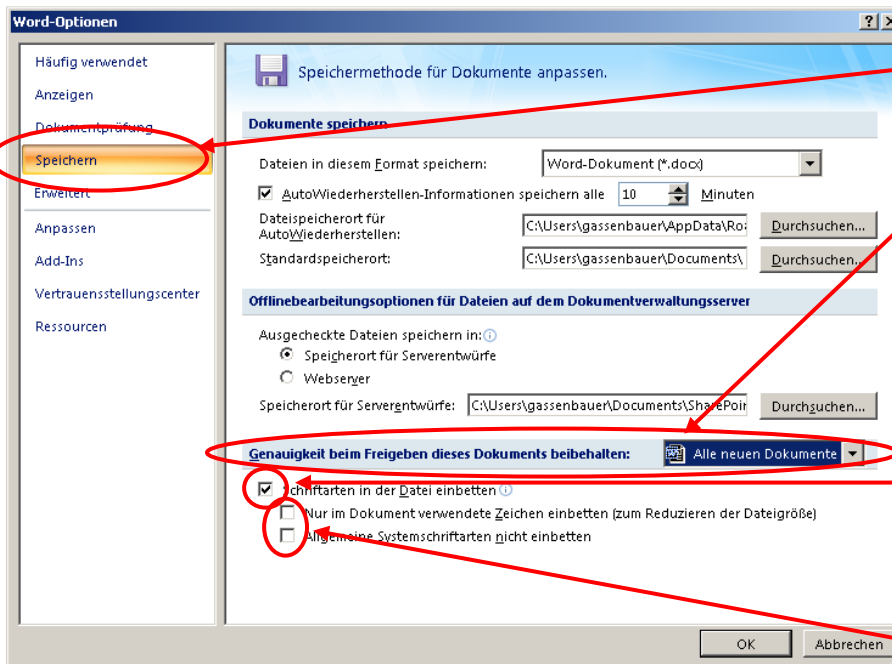 Word-Optionen
Häufig verwendet
Anzeigen
Dokumentprüfung
Speichern
Erweitert
Anpassen
Add-Ins
Vertrauensstellungscenter
Ressourcen
Speichermethode für Dokumente anpassen.
Dokumente speichern
Dateien in diesem Format speichern: Word-Dokument (*.docx)
AutoWiederherstellen-Informationen speichern alle 10 Minuten
Dateispeicherort für
AutoWiederherstellen: C:\Users\gassenbauer\AppData\Roa Durchsuchen...
Standardspeicherort: C:\Users\gassenbauer\Documents\ Durchsuchen...
Offlinebearbeitungsoptionen für Dateien auf dem Dokumentverwaltungsserver
Ausgecheckte Dateien speichern in:
Speicherort für Serverentwürfe
Webserver
Speicherort für Serverentwürfe: C:\Users\gassenbauer\Documents\SharePoin Durchsuchen...
Genauigkeit beim Freigeben dieses Dokuments beibehalten: Alle neuen Dokumente
Schriftarten in der Datei einbetten
Nur im Dokument verwendete Zeichen einbetten (zum Reduzieren der Dateigröße)
Allgemeine Systemschriftarten nicht einbetten
OK Abbrechen